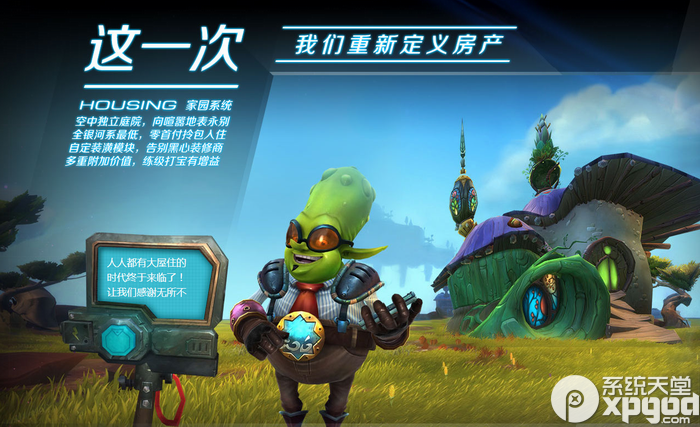 这一次
我们重新定义房产
HOUSING 家园系统
空中独立庭院，向喧嚣地表永别
全银河系最低，零首付拎包入住
自定装潢模块，告别黑心装修商
多重附加价值，练级打宝有增益
人人都有大屋住的
时代终于来临了！
让我们感谢无所不
系统天堂
xpgod